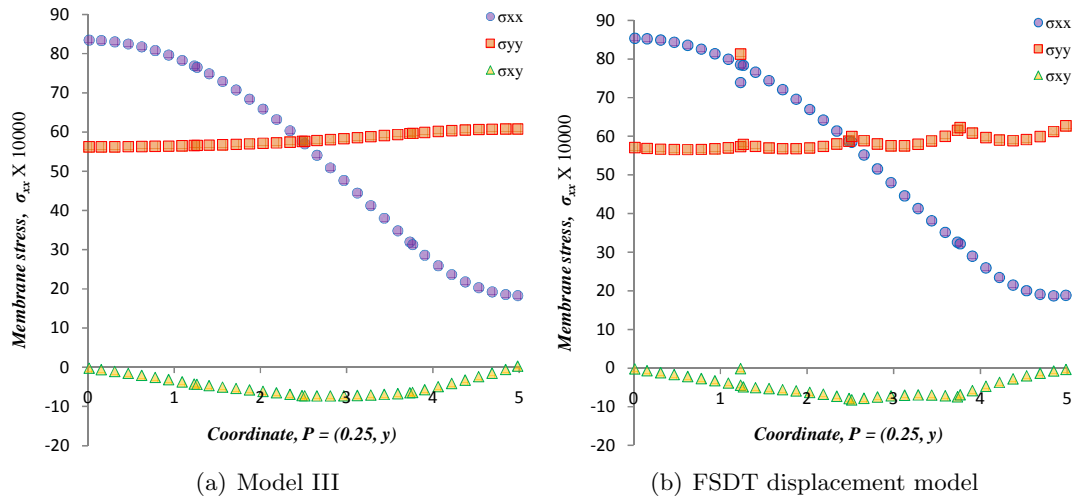 90
80
70
60
50
40
30
20
10
0
-10
-20
0 1 2 3 4 5
Membrane stress, σxx X 10000
Coordinate, P = (0.25, y)
σxx
σyy
σxy
(a) Model III
90
80
70
60
50
40
30
20
10
0
-10
-20
0 1 2 3 4 5
Membrane stress, σxx X 10000
Coordinate, P = (0.25, y)
σxx
σyy
σxy
(b) FSDT displacement model